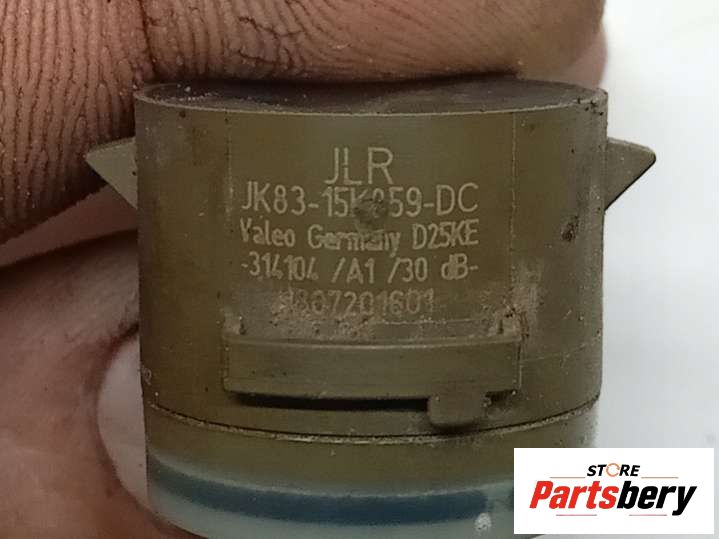 JLR
JK83-15K859-DC
Valeo Germany D25KE
-314104 /A1 /30 dB-
1807201601
STORE
Partsbery